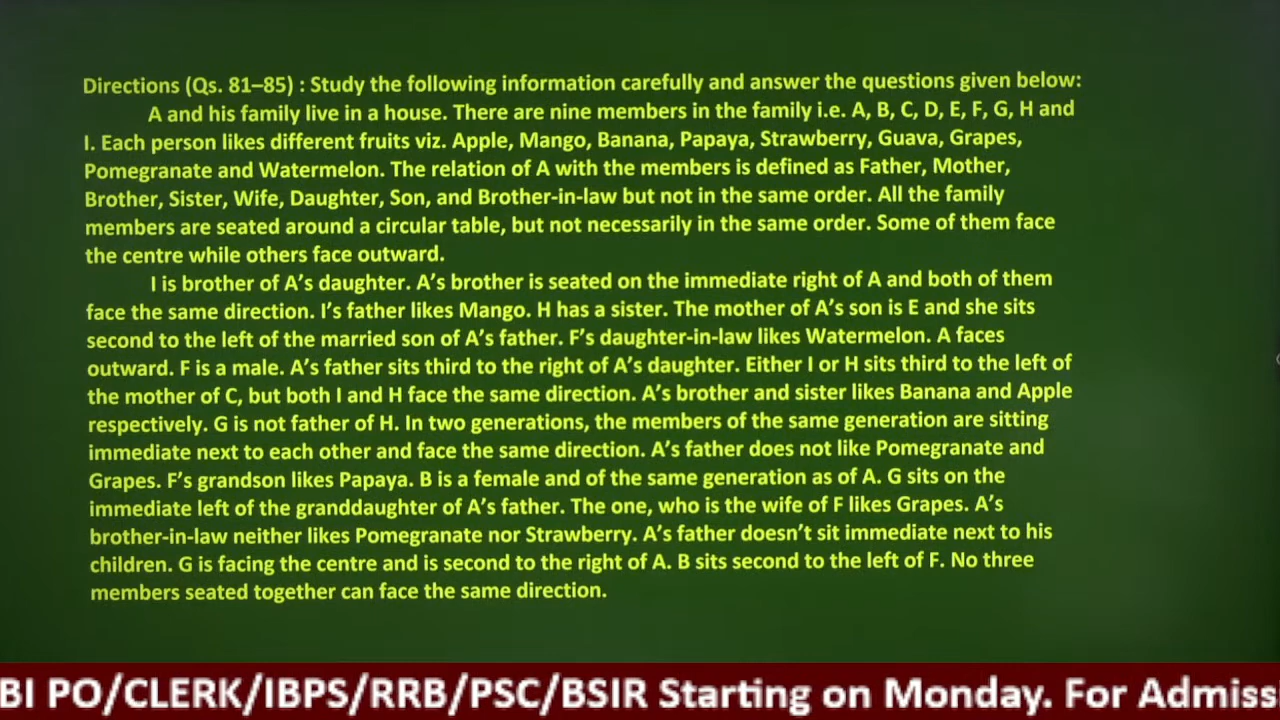 Directions (Qs. 81–85) : Study the following information carefully and answer the questions given below:
A and his family live in a house. There are nine members in the family i.e. A, B, C, D, E, F, G, H and
I. Each person likes different fruits viz. Apple, Mango, Banana, Papaya, Strawberry, Guava, Grapes,
Pomegranate and Watermelon. The relation of A with the members is defined as Father, Mother,
Brother, Sister, Wife, Daughter, Son, and Brother-in-law but not in the same order. All the family
members are seated around a circular table, but not necessarily in the same order. Some of them face
the centre while others face outward.
I is brother of A's daughter. A's brother is seated on the immediate right of A and both of them
face the same direction. I's father likes Mango. H has a sister. The mother of A's son is E and she sits
second to the left of the married son of A's father. F's daughter-in-law likes Watermelon. A faces
outward. F is a male. A's father sits third to the right of A's daughter. Either I or H sits third to the left of
the mother of C, but both I and H face the same direction. A's brother and sister likes Banana and Apple
respectively. G is not father of H. In two generations, the members of the same generation are sitting
immediate next to each other and face the same direction. A's father does not like Pomegranate and
Grapes. F's grandson likes Papaya. B is a female and of the same generation as of A. G sits on the
immediate left of the granddaughter of A's father. The one, who is the wife of F likes Grapes. A's
brother-in-law neither likes Pomegranate nor Strawberry. A's father doesn't sit immediate next to his
children. G is facing the centre and is second to the right of A. B sits second to the left of F. No three
members seated together can face the same direction.
BI PO/CLERK/IBPS/RRB/PSC/BSIR Starting on Monday. For Admiss